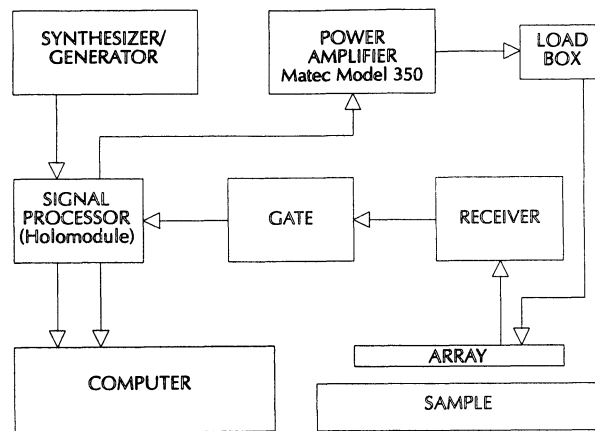 SYNTHESIZER/
GENERATOR
POWER
AMPLIFIER
Matec Model 350
LOAD
BOX
SIGNAL
PROCESSOR
(Holomodule)
GATE
RECEIVER
ARRAY
COMPUTER
SAMPLE